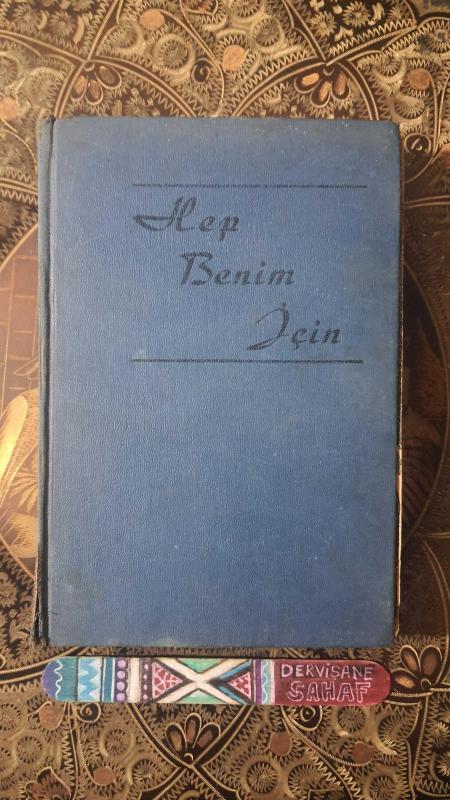 Hep
Benim
İçin
DERVİŞANE
SAHAF